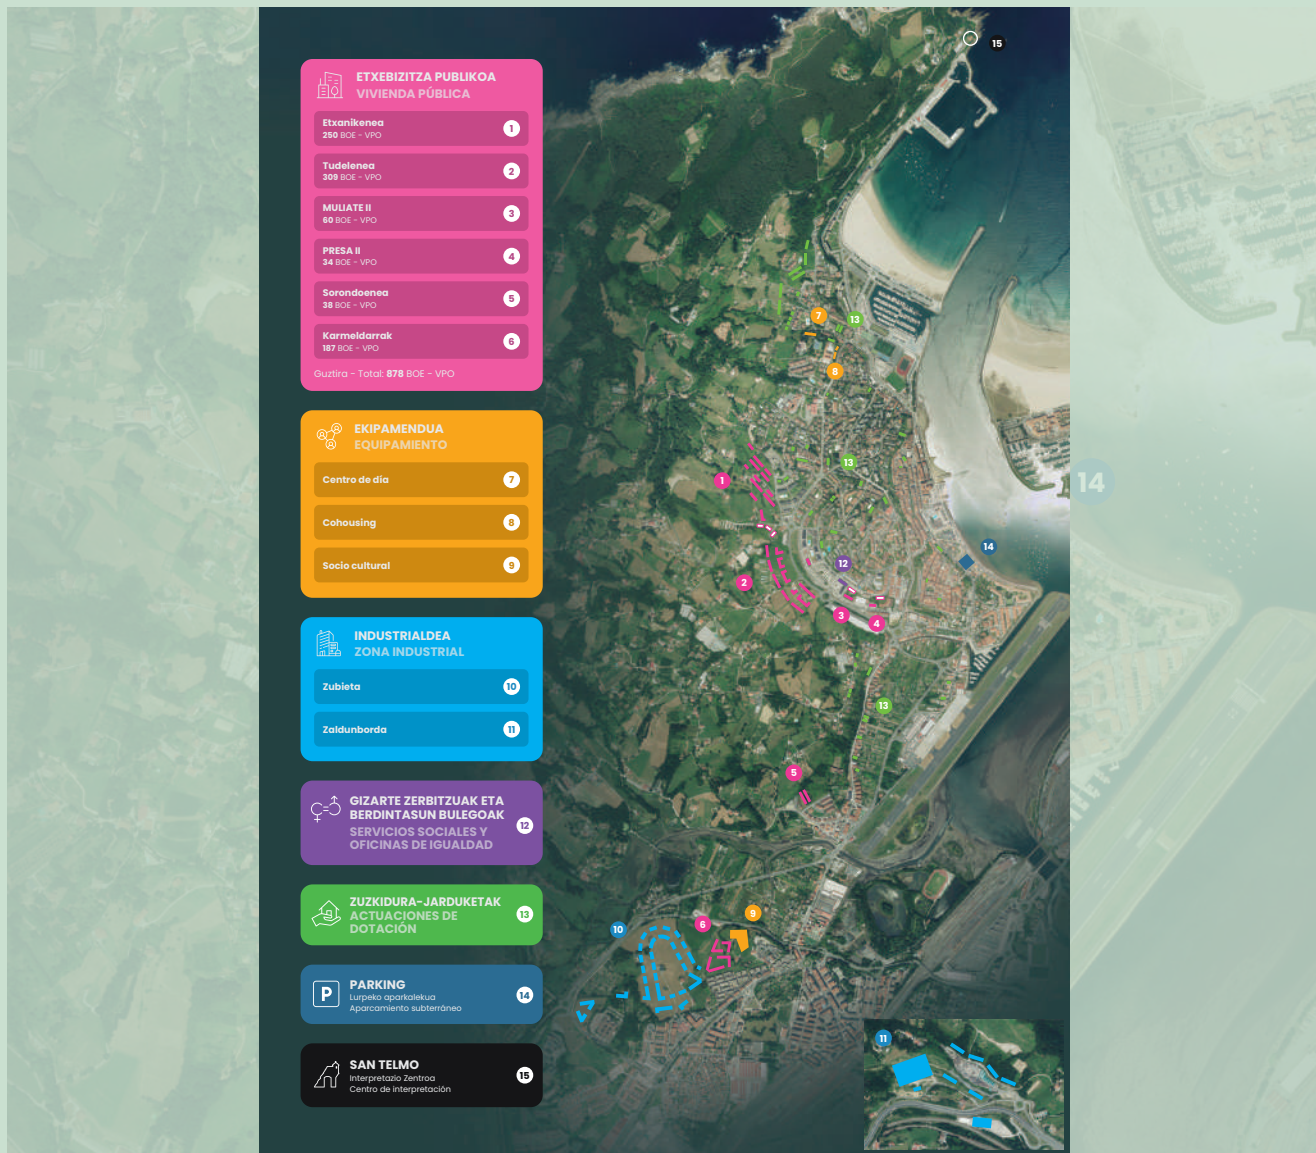 ETXEBIZITZA PUBLIKOA
VIVIENDA PÚBLICA
Etxanikenea
250 BOE - VPO
1
Tudelenea
309 BOE - VPO
2
MULIATE II
60 BOE - VPO
3
PRESA II
34 BOE - VPO
4
Sorondoenea
38 BOE - VPO
5
Karmeldarrak
187 BOE - VPO
6
Guztira - Total: 878 BOE - VPO
EKIPAMENDUA
EQUIPAMIENTO
Centro de día
7
Cohousing
8
Socio cultural
9
INDUSTRIALDEA
ZONA INDUSTRIAL
Zubieta
10
Zaldunborda
11
GIZARTE ZERBITZUAK ETA
BERDINTASUN BULEGOAK
SERVICIOS SOCIALES Y
OFICINAS DE IGUALDAD
12
ZUZKIDURA-JARDUKETAK
ACTUACIONES DE
DOTACIÓN
13
P
PARKING
Lurpeko aparkalekua
Aparcamiento subterráneo
14
SAN TELMO
Interpretazio Zentroa
Centro de interpretación
15
15
7
13
8
13
1
14
14
12
2
3
4
13
5
9
6
10
11